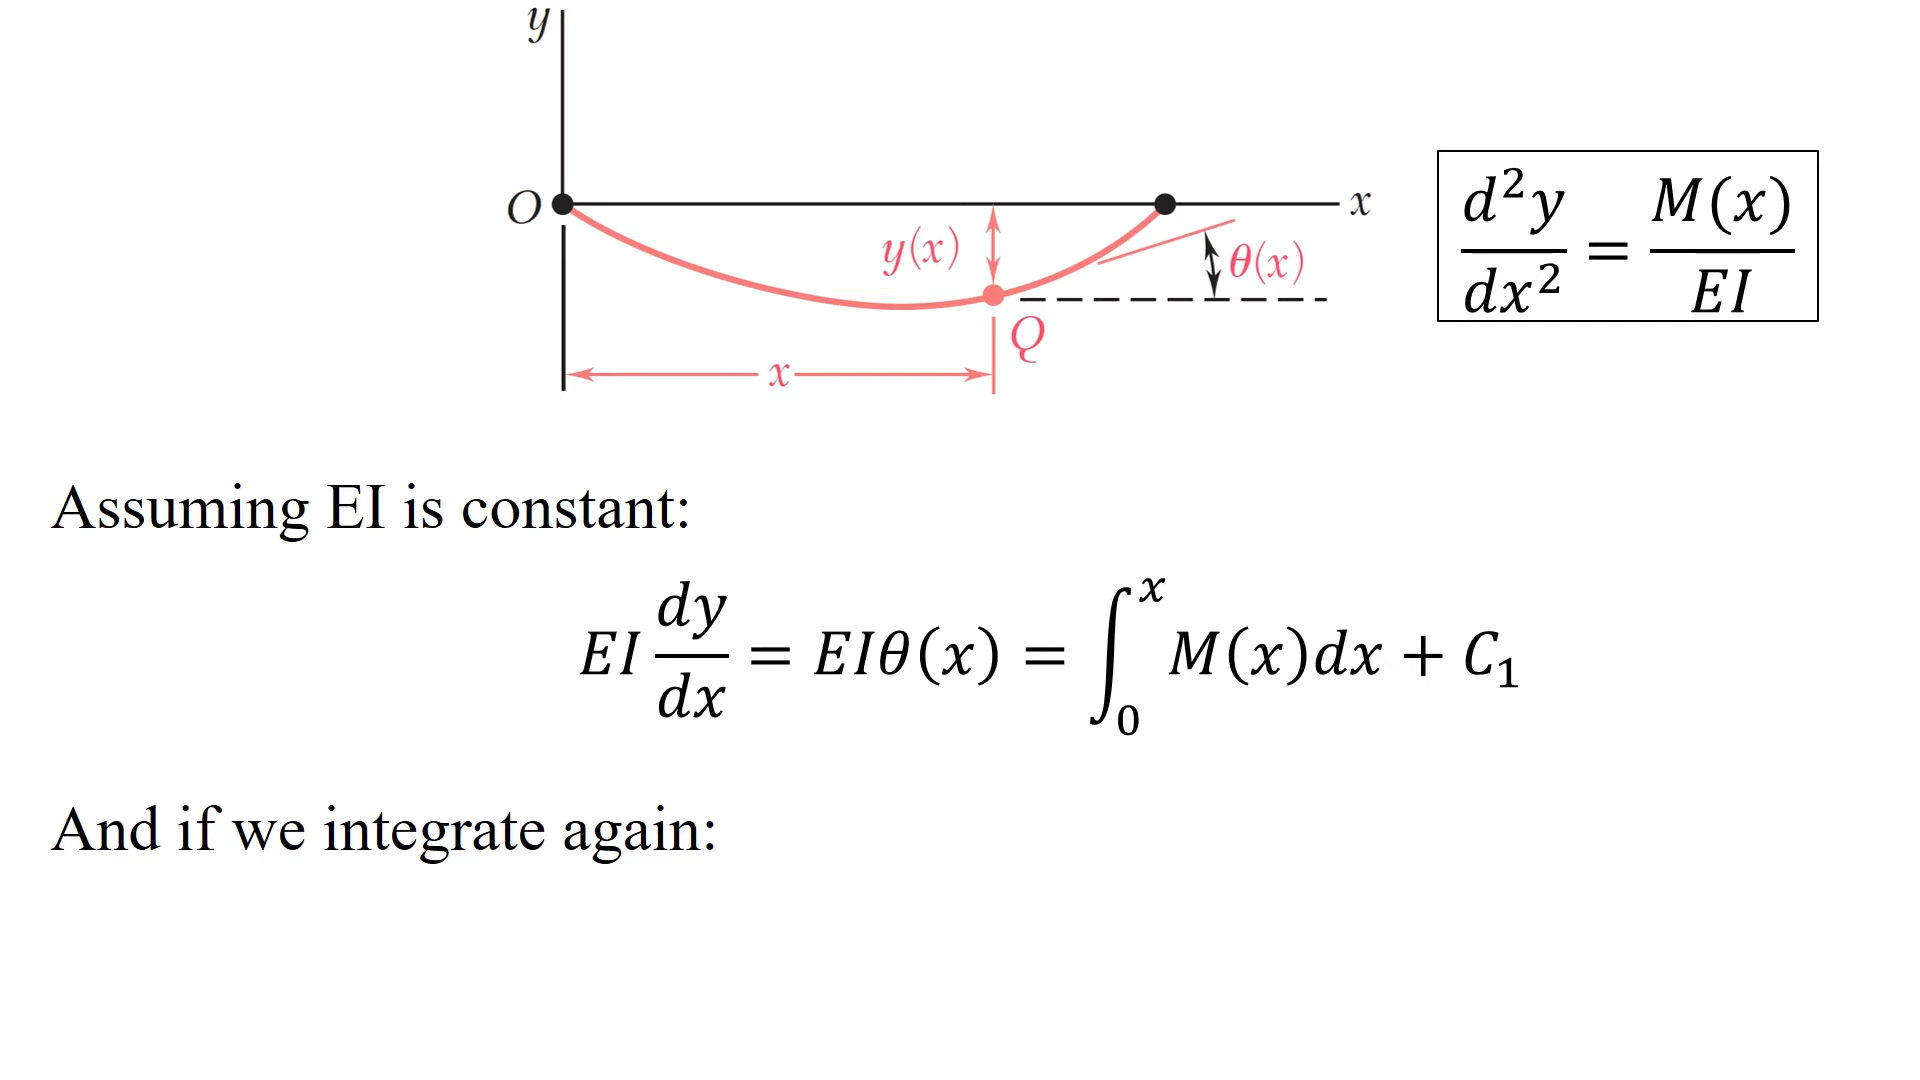 y
O
x
y(x)
θ(x)
Q
x
d²y/dx² = M(x)/EI
Assuming EI is constant:
EI dy/dx = EIθ(x) = ∫₀ˣ M(x)dx + C₁
And if we integrate again: